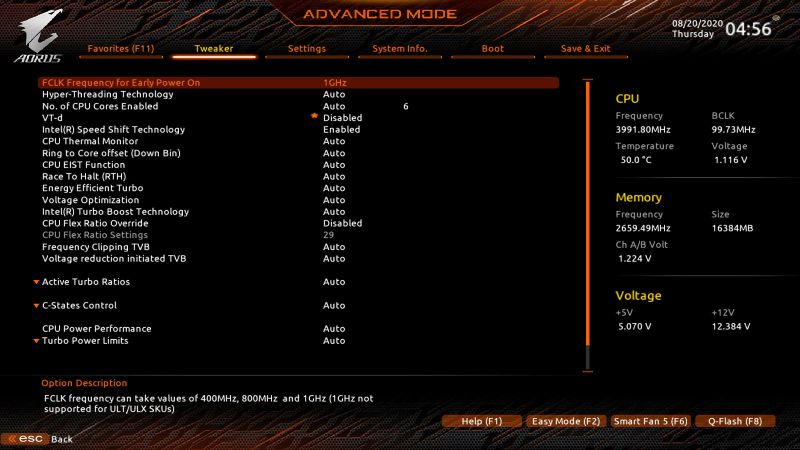 ADVANCED MODE
08/20/2020
Thursday
04:56
AORUS
Favorites (F11)
Tweaker
Settings
System Info.
Boot
Save & Exit
FCLK Frequency for Early Power On 1GHz
Hyper-Threading Technology Auto
No. of CPU Cores Enabled Auto 6
VT-d * Disabled
Intel(R) Speed Shift Technology Enabled
CPU Thermal Monitor Auto
Ring to Core offset (Down Bin) Auto
CPU EIST Function Auto
Race To Halt (RTH) Auto
Energy Efficient Turbo Auto
Voltage Optimization Auto
Intel(R) Turbo Boost Technology Auto
CPU Flex Ratio Override Disabled
CPU Flex Ratio Settings 29
Frequency Clipping TVB Auto
Voltage reduction initiated TVB Auto
Active Turbo Ratios Auto
C-States Control Auto
CPU Power Performance Auto
Turbo Power Limits Auto
CPU
Frequency BCLK
3991.80MHz 99.73MHz
Temperature Voltage
50.0 °C 1.116 V
Memory
Frequency Size
2659.49MHz 16384MB
Ch A/B Volt
1.224 V
Voltage
+5V +12V
5.070 V 12.384 V
Option Description
FCLK frequency can take values of 400MHz, 800MHz and 1GHz (1GHz not
supported for ULT/ULX SKUs)
Help (F1)
Easy Mode (F2)
Smart Fan 5 (F6)
Q-Flash (F8)
esc Back